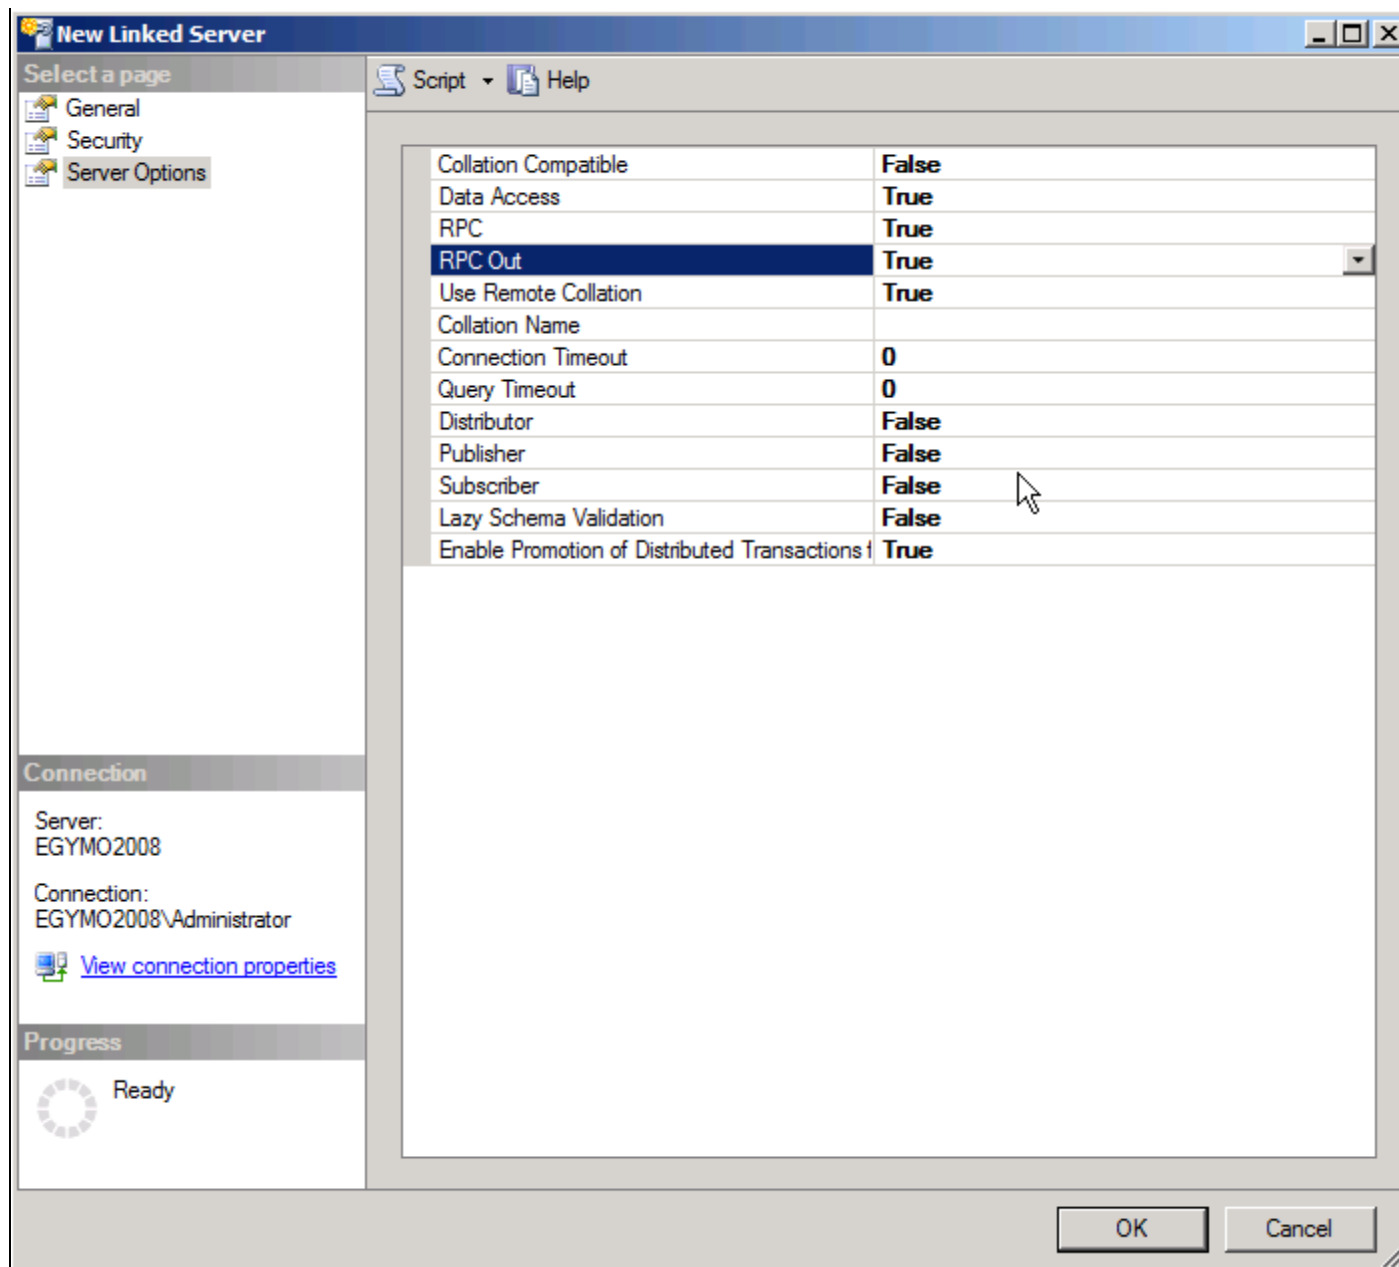 New Linked Server
Select a page
General
Security
Server Options
Script Help
Collation Compatible False
Data Access True
RPC True
RPC Out True
Use Remote Collation True
Collation Name
Connection Timeout 0
Query Timeout 0
Distributor False
Publisher False
Subscriber False
Lazy Schema Validation False
Enable Promotion of Distributed Transactions True
Connection
Server:
EGYMO2008
Connection:
EGYMO2008\Administrator
View connection properties
Progress
Ready
OK Cancel